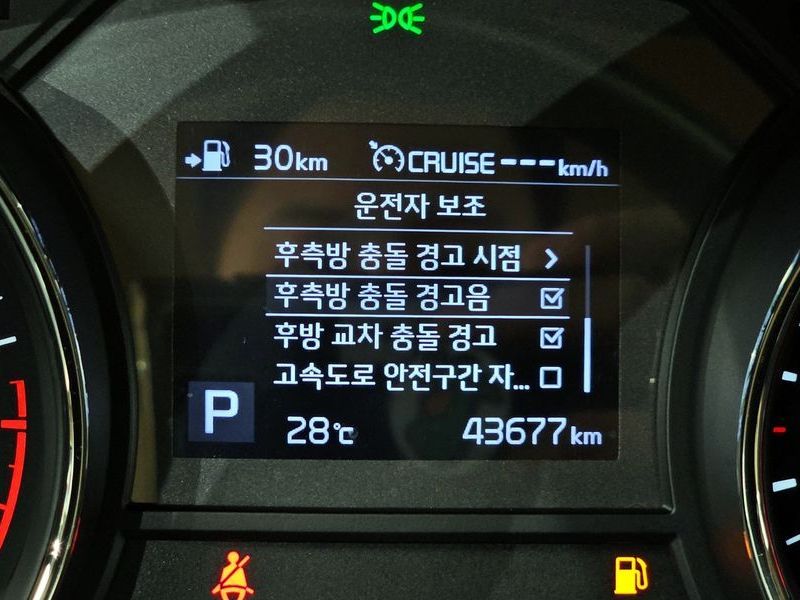 30km CRUISE---km/h
운전자 보조
후측방 충돌 경고 시점
후측방 충돌 경고음
후방 교차 충돌 경고
고속도로 안전구간 자...
P
28℃ 43677km